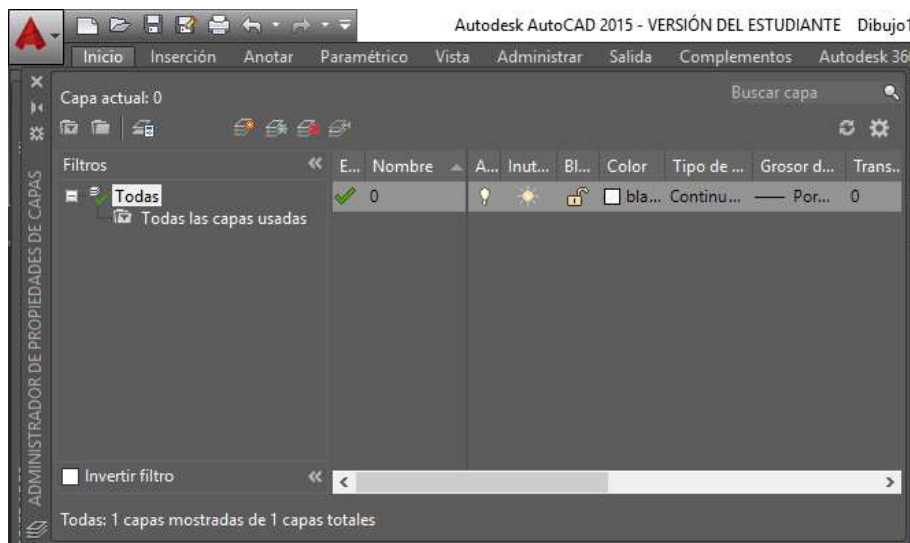 Autodesk AutoCAD 2015 - VERSIÓN DEL ESTUDIANTE Dibujo1
Inicio Inserción Anotar Paramétrico Vista Administrar Salida Complementos Autodesk 360
Capa actual: 0
Buscar capa
Filtros
E... Nombre A... Inut... Bl... Color Tipo de ... Grosor d... Trans..
Todas
0 bla... Continu... Por... 0
Todas las capas usadas
Invertir filtro
Todas: 1 capas mostradas de 1 capas totales
ADMINISTRADOR DE PROPIEDADES DE CAPAS